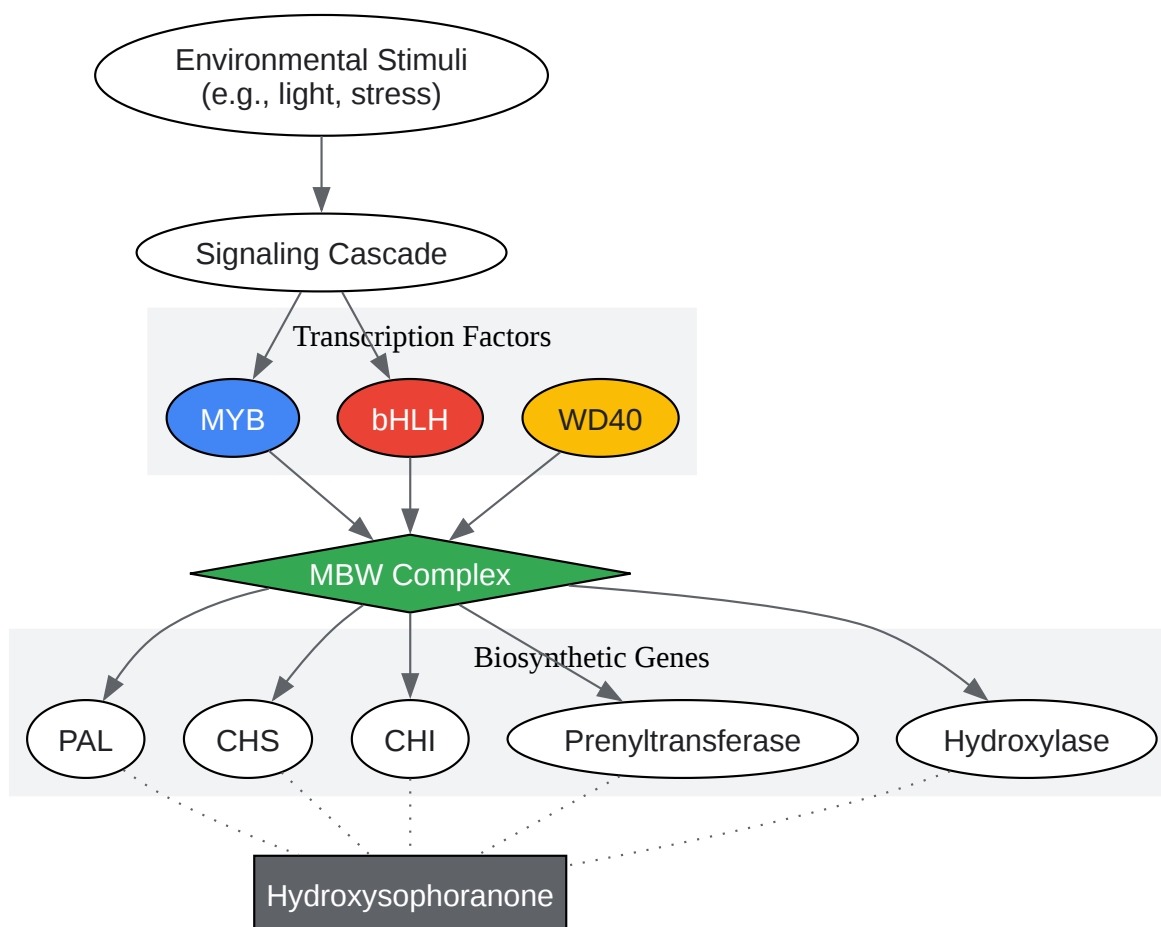 Environmental Stimuli
(e.g., light, stress)
Signaling Cascade
Transcription Factors
MYB
bHLH
WD40
MBW Complex
Biosynthetic Genes
PAL
CHS
CHI
Prenyltransferase
Hydroxylase
Hydroxysophoranone